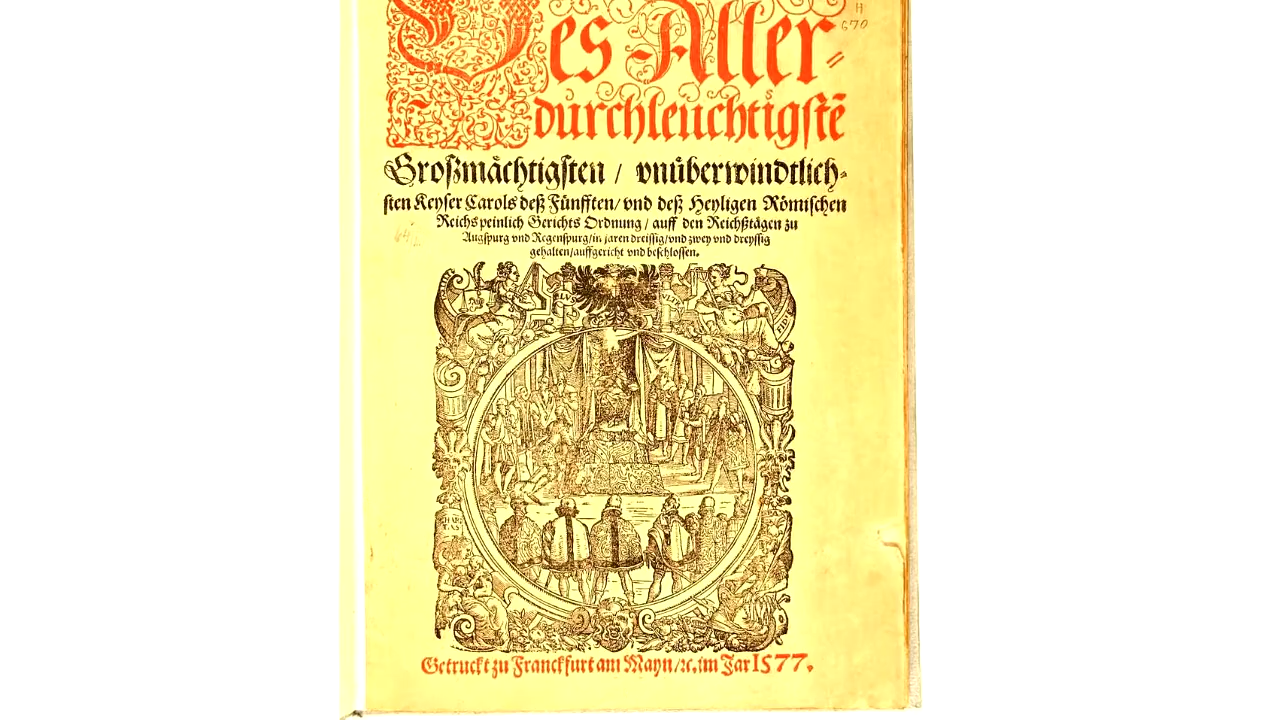 H
670
Des Aller⸗
durchleuchtigstē
Großmächtigsten / vnüberwindtlich⸗
sten Keyser Carols deß Fünfften / vnd deß Heyligen Römischen
Reichs peinlich Gerichts Ordnung / auff den Reichßtägen zu
Augspurg vnd Regenspurg / in jaren dreissig / vnd zwey vnd dreyssig
gehalten / auffgericht vnd beschlossen.
Getruckt zu Franckfurt am Mayn / ꝛc. im Jar 1577.